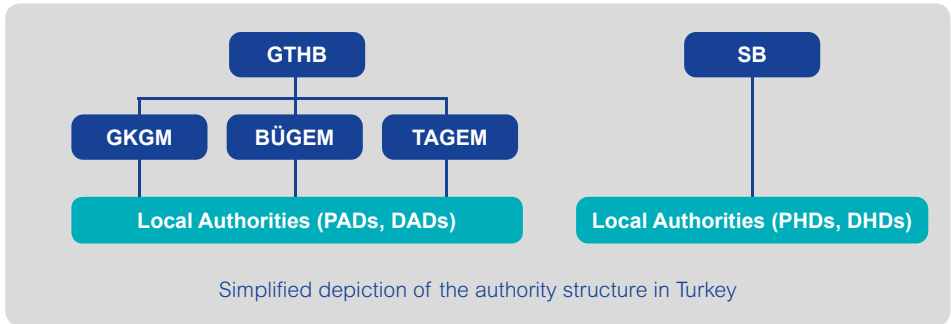 GTHB
SB
GKGM
BÜGEM
TAGEM
Local Authorities (PADs, DADs)
Local Authorities (PHDs, DHDs)
Simplified depiction of the authority structure in Turkey